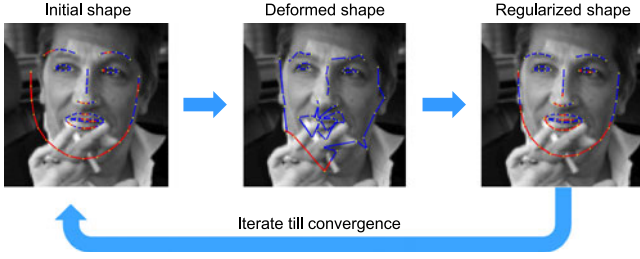 Initial shape
Deformed shape
Regularized shape
Iterate till convergence